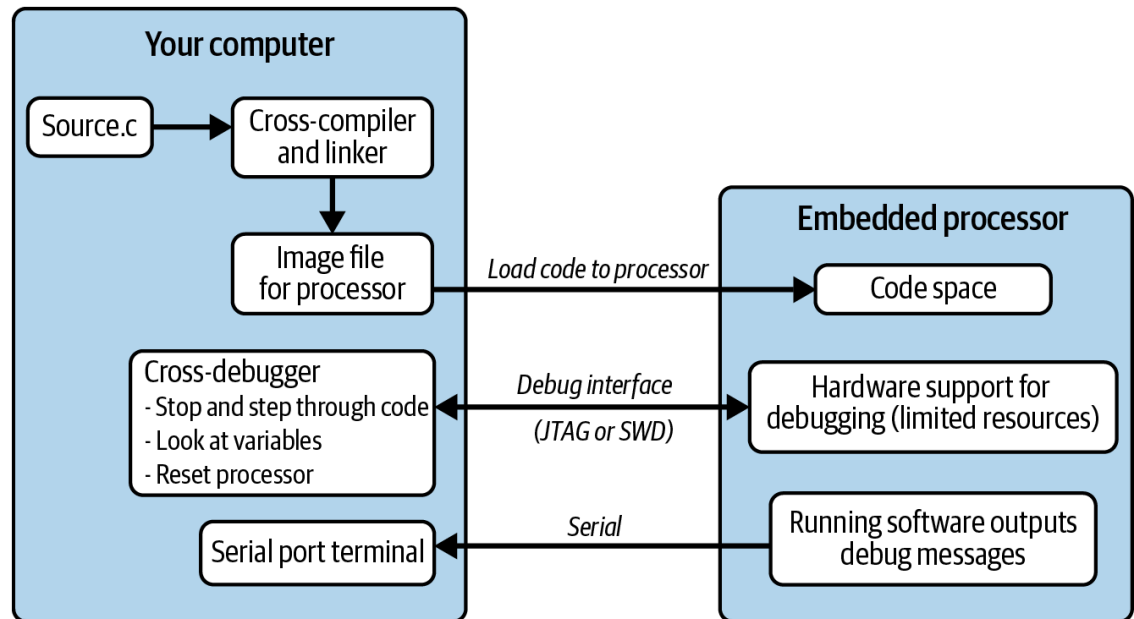 Your computer
Source.c
Cross-compiler
and linker
Image file
for processor
Load code to processor
Embedded processor
Code space
Cross-debugger
- Stop and step through code
- Look at variables
- Reset processor
Debug interface
(JTAG or SWD)
Hardware support for
debugging (limited resources)
Serial port terminal
Serial
Running software outputs
debug messages